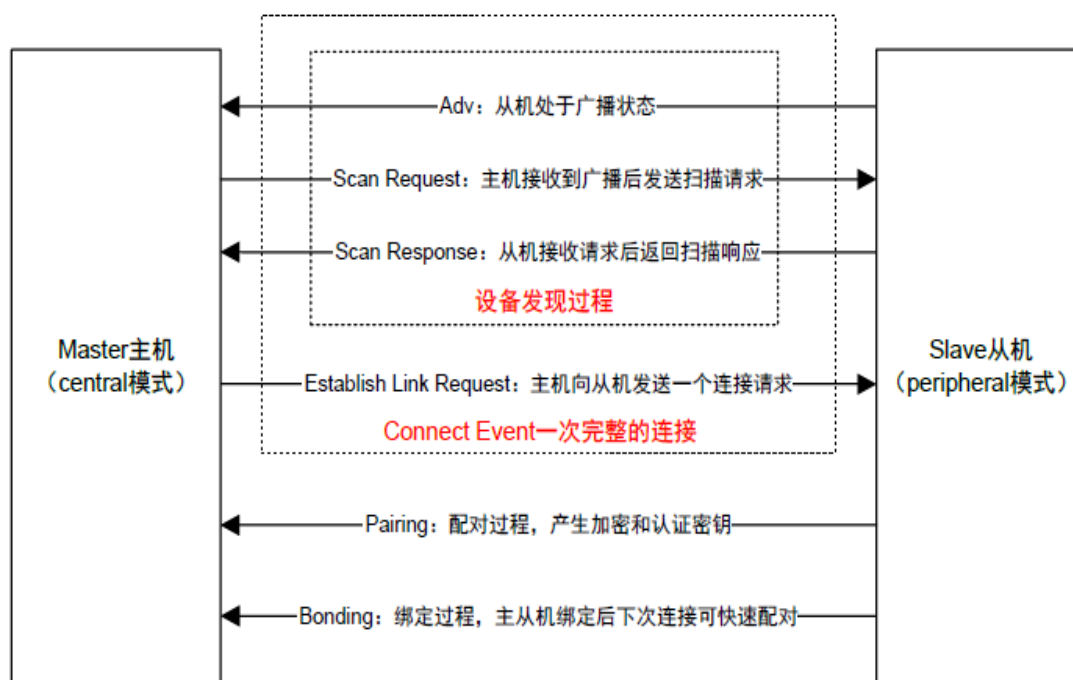 Adv：从机处于广播状态
Scan Request：主机接收到广播后发送扫描请求
Scan Response：从机接收请求后返回扫描响应
设备发现过程
Master主机
（central模式）
Slave从机
（peripheral模式）
Establish Link Request：主机向从机发送一个连接请求
Connect Event一次完整的连接
Pairing：配对过程，产生加密和认证密钥
Bonding：绑定过程，主从机绑定后下次连接可快速配对